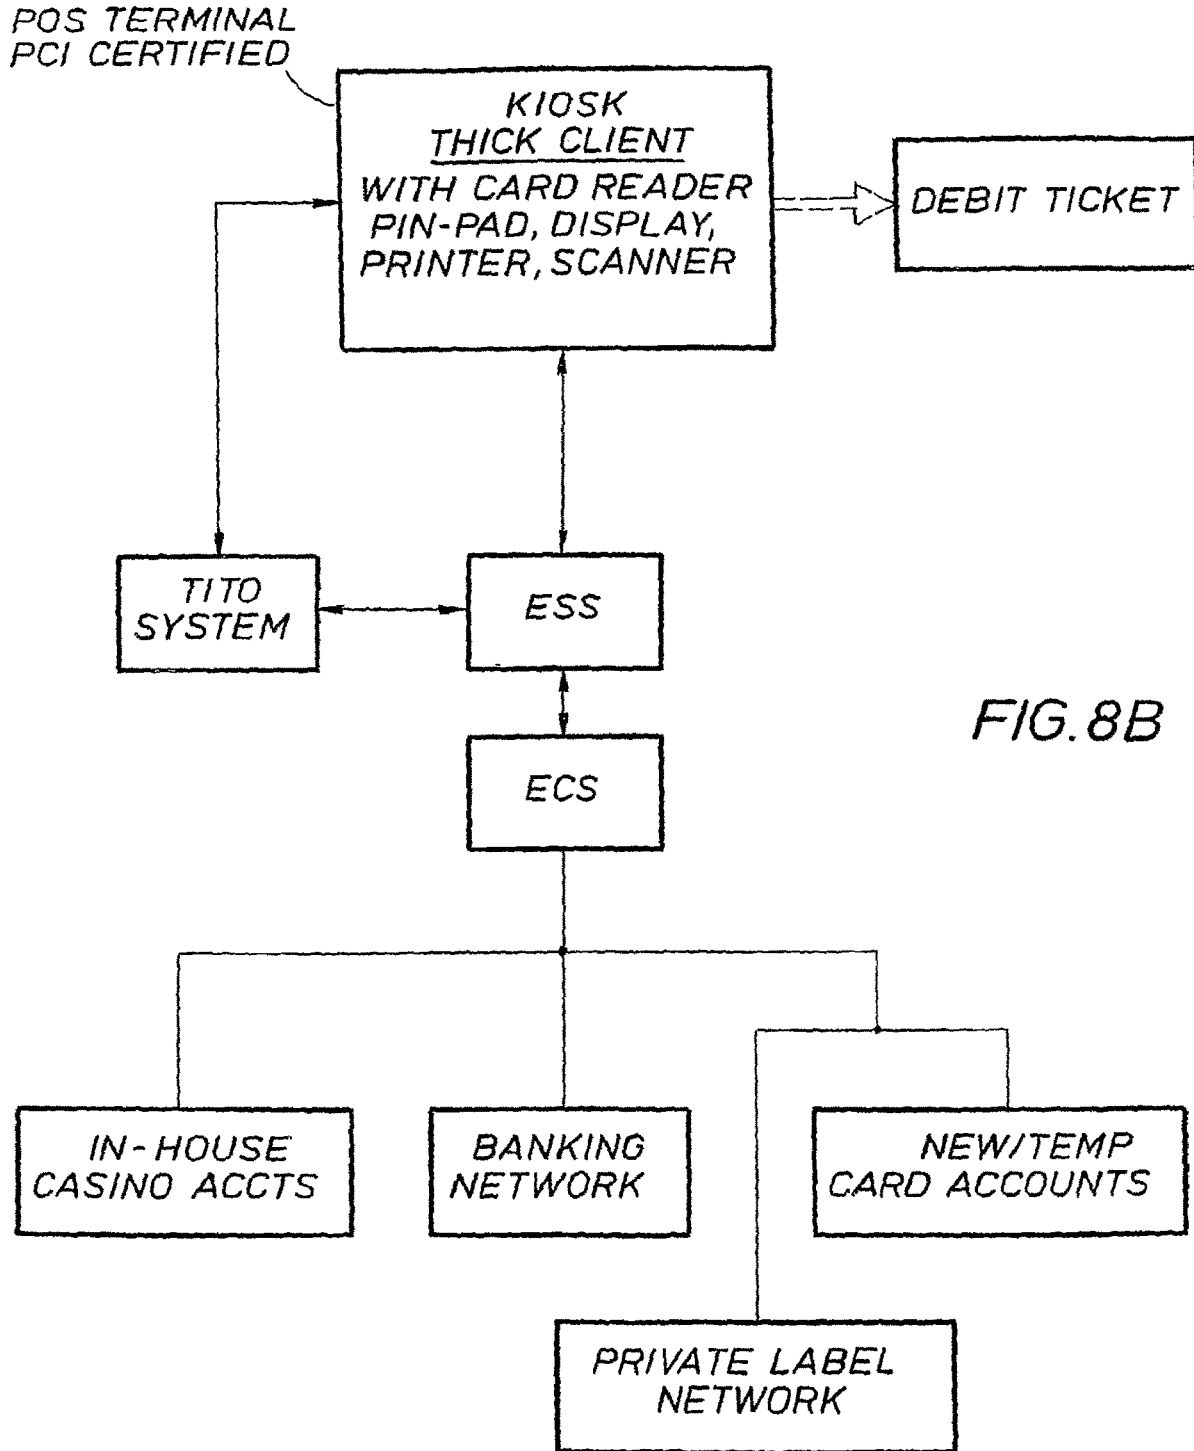 POS TERMINAL
PCI CERTIFIED
KIOSK
THICK CLIENT
WITH CARD READER
PIN-PAD, DISPLAY,
PRINTER, SCANNER
DEBIT TICKET
TITO
SYSTEM
ESS
ECS
FIG. 8B
IN-HOUSE
CASINO ACCTS
BANKING
NETWORK
NEW/TEMP
CARD ACCOUNTS
PRIVATE LABEL
NETWORK